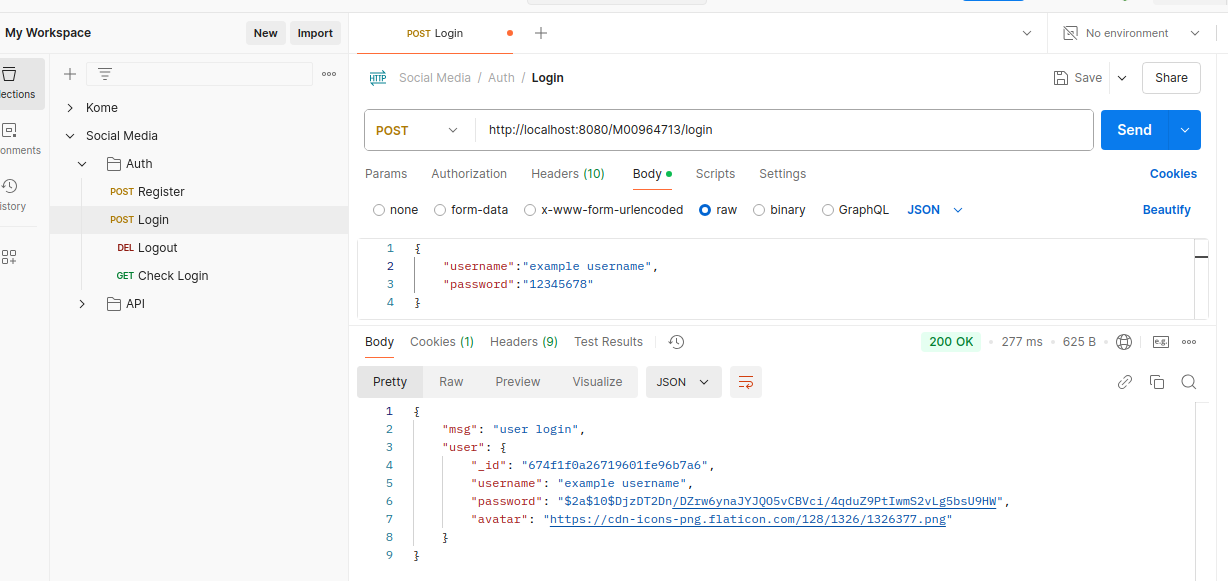 My Workspace
New
Import
POST Login
No environment
lections
onments
istory
Kome
Social Media
Auth
POST Register
POST Login
DEL Logout
GET Check Login
API
HTTP
Social Media / Auth / Login
Save
Share
POST
http://localhost:8080/M00964713/login
Send
Params Authorization Headers (10) Body Scripts Settings Cookies
none form-data x-www-form-urlencoded raw binary GraphQL JSON Beautify
1 {
2 "username":"example username",
3 "password":"12345678"
4 }
Body Cookies (1) Headers (9) Test Results 200 OK • 277 ms • 625 B • e.g.
Pretty Raw Preview Visualize JSON
1 {
2 "msg": "user login",
3 "user": {
4 "_id": "674f1f0a26719601fe96b7a6",
5 "username": "example username",
6 "password": "$2a$10$DjzDT2Dn/DZrw6ynaJYJQO5vCBVci/4qduZ9PtIwmS2vLg5bsU9HW",
7 "avatar": "https://cdn-icons-png.flaticon.com/128/1326/1326377.png"
8 }
9 }